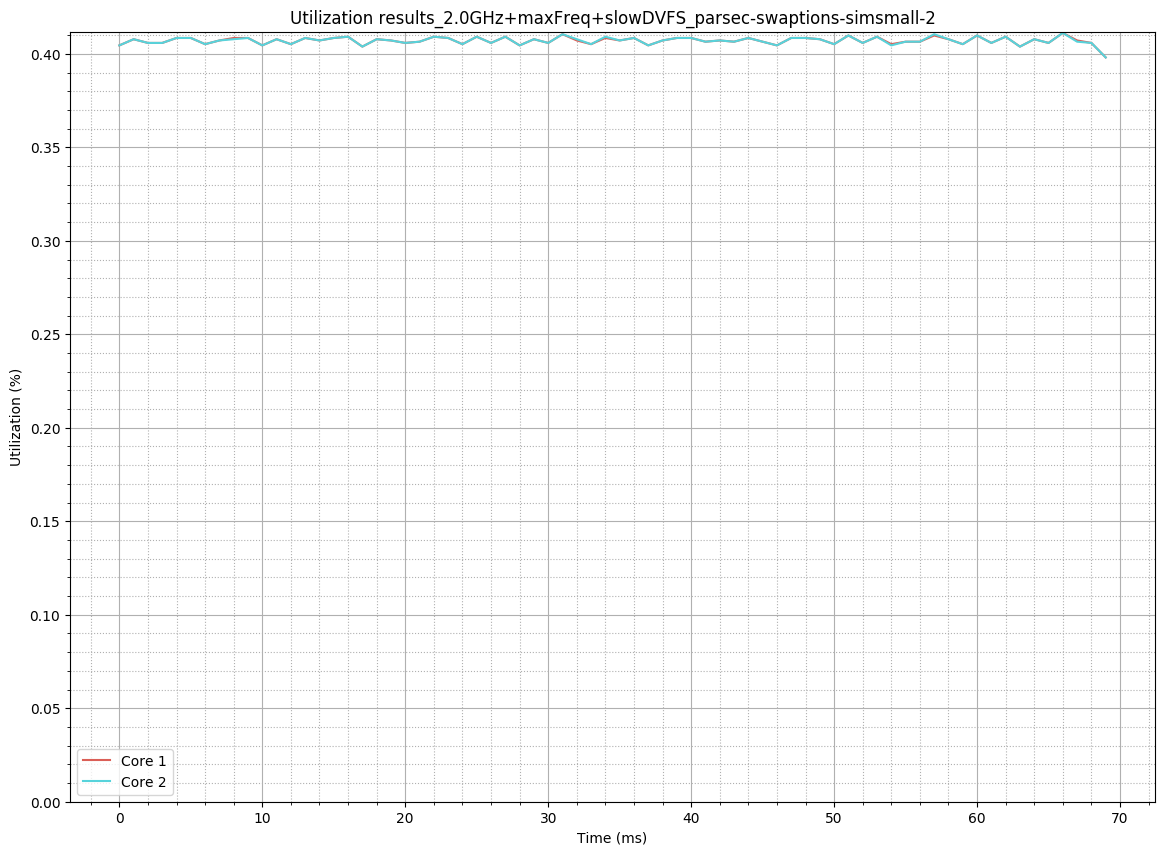 Utilization results_2.0GHz+maxFreq+slowDVFS_parsec-swaptions-simsmall-2
0.40
0.35
0.30
0.25
0.20
0.15
0.10
0.05
0.00
Utilization (%)
Core 1
Core 2
0 10 20 30 40 50 60 70
Time (ms)